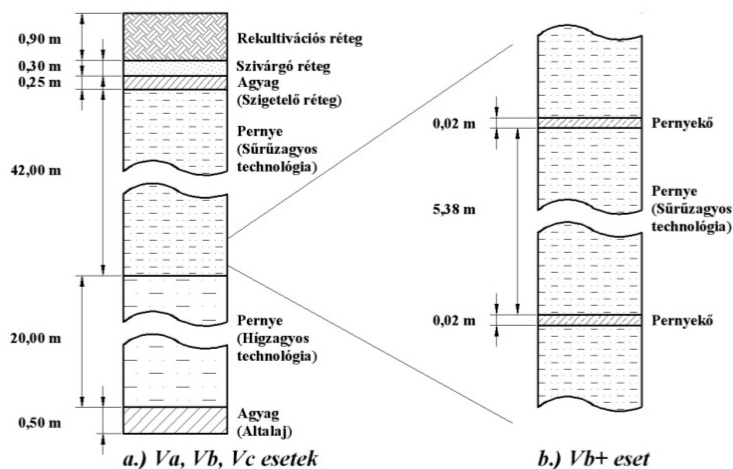 0,90 m
Rekultivációs réteg
0,30 m
Szivárgó réteg
0,25 m
Agyag
(Szigetelő réteg)
42,00 m
Pernye
(Sűrűzagyos
technológia)
20,00 m
Pernye
(Hígzagyos
technológia)
0,50 m
Agyag
(Altalaj)
a.) Va, Vb, Vc esetek
0,02 m
Pernyekő
5,38 m
Pernye
(Sűrűzagyos
technológia)
0,02 m
Pernyekő
b.) Vb+ eset